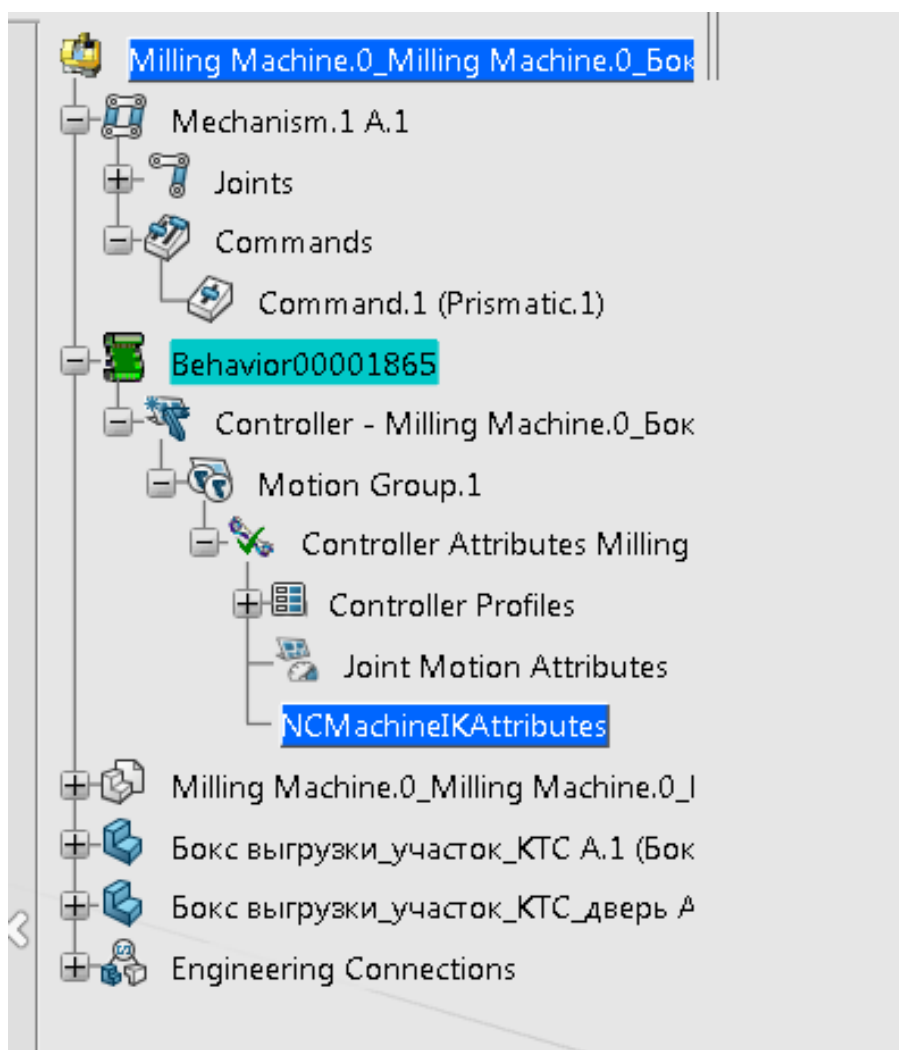 Milling Machine.0_Milling Machine.0_Бок
Mechanism.1 A.1
Joints
Commands
Command.1 (Prismatic.1)
Behavior00001865
Controller - Milling Machine.0_Бок
Motion Group.1
Controller Attributes Milling
Controller Profiles
Joint Motion Attributes
NCMachineIKAttributes
Milling Machine.0_Milling Machine.0_
Бокс выгрузки_участок_КТС А.1 (Бок
Бокс выгрузки_участок_КТС_дверь А
Engineering Connections